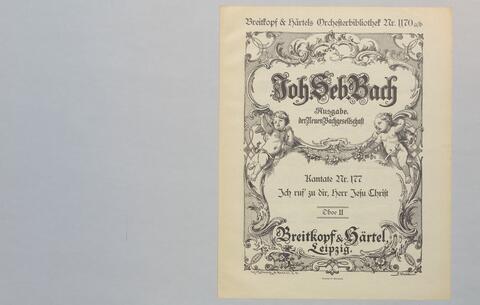 Breitkopf & Härtels Orchesterbibliothek Nr. 1170 a/b
Joh. Seb. Bach
Ausgabe
der Neuen Bachgesellschaft
Kantate Nr. 177
Ich ruf' zu dir, Herr Jesu Christ
Oboe II
Breitkopf & Härtel,
Leipzig.